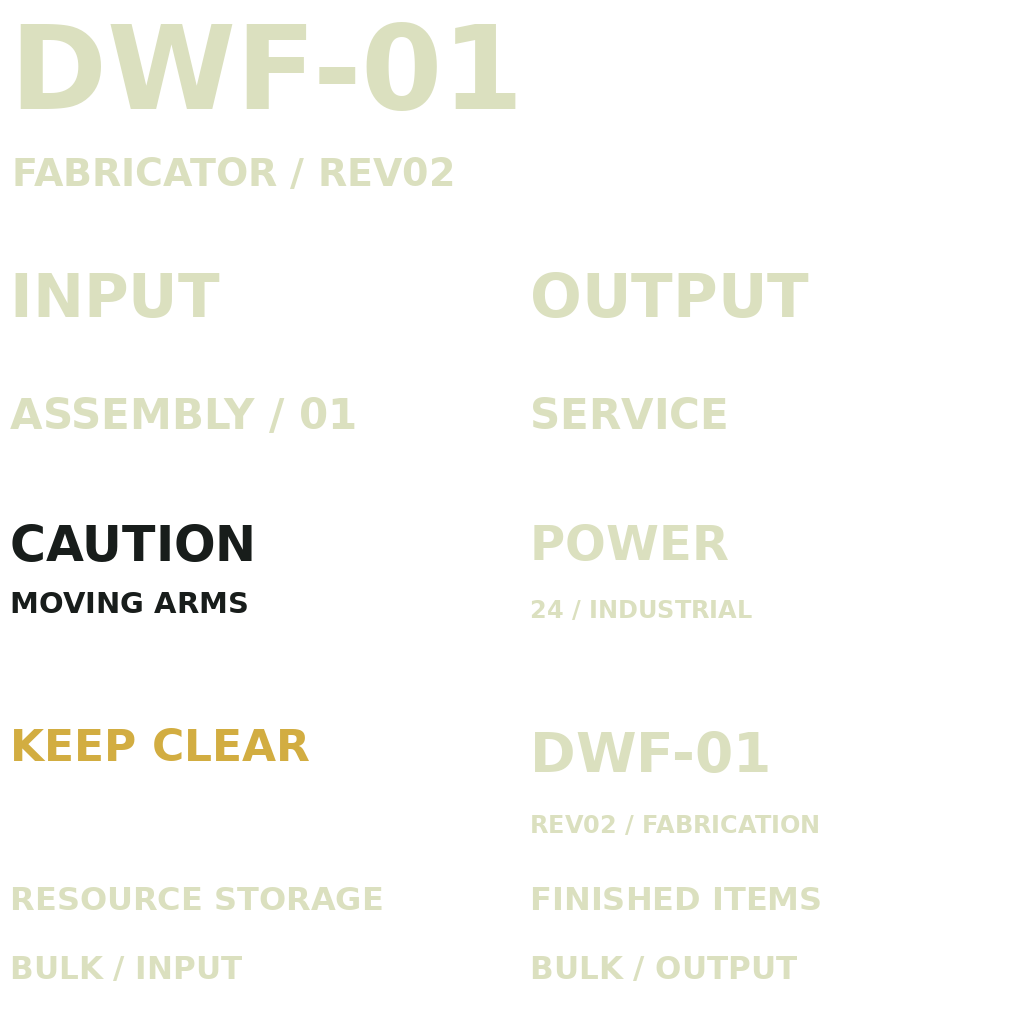 DWF-01
FABRICATOR / REV02
INPUT
OUTPUT
ASSEMBLY / 01
SERVICE
CAUTION
MOVING ARMS
POWER
24 / INDUSTRIAL
KEEP CLEAR
DWF-01
REV02 / FABRICATION
RESOURCE STORAGE
FINISHED ITEMS
BULK / INPUT
BULK / OUTPUT